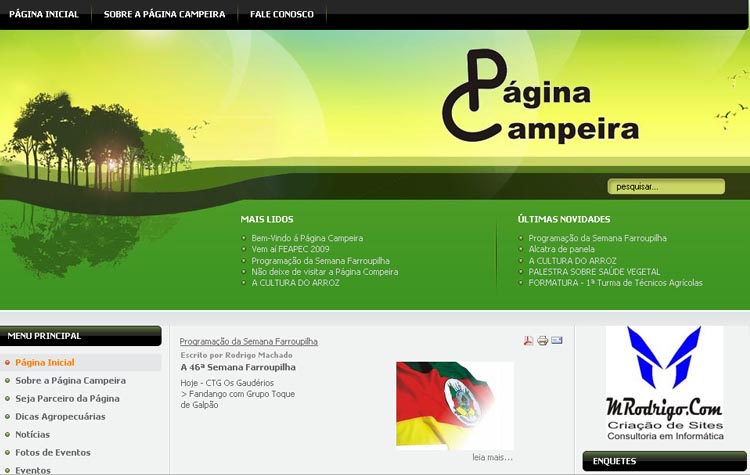 PÁGINA INICIAL
SOBRE A PÁGINA CAMPEIRA
FALE CONOSCO
Página
Campeira
pesquisar...
MAIS LIDOS
Bem-Vindo á Página Campeira
Vem aí FEAPEC 2009
Programação da Semana Farroupilha
Não deixe de visitar a Página Compeira
A CULTURA DO ARROZ
ÚLTIMAS NOVIDADES
Programação da Semana Farroupilha
Alcatra de panela
A CULTURA DO ARROZ
PALESTRA SOBRE SAÚDE VEGETAL
FORMATURA - 1ª Turma de Técnicos Agrícolas
MENU PRINCIPAL
Página Inicial
Sobre a Página Campeira
Seja Parceiro da Página
Dicas Agropecuárias
Notícias
Fotos de Eventos
Eventos
Programação da Semana Farroupilha
Escrito por Rodrigo Machado
A 46ª Semana Farroupilha
Hoje - CTG Os Gaudérios
> Fandango com Grupo Toque
de Galpão
leia mais...
MRodrigo.Com
Criação de Sites
Consultoria em Informática
ENQUETES